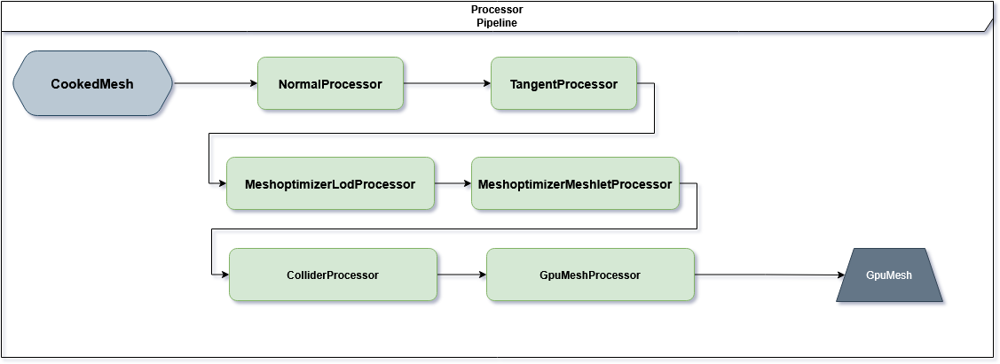 Processor
Pipeline
CookedMesh
NormalProcessor
TangentProcessor
MeshoptimizerLodProcessor
MeshoptimizerMeshletProcessor
ColliderProcessor
GpuMeshProcessor
GpuMesh